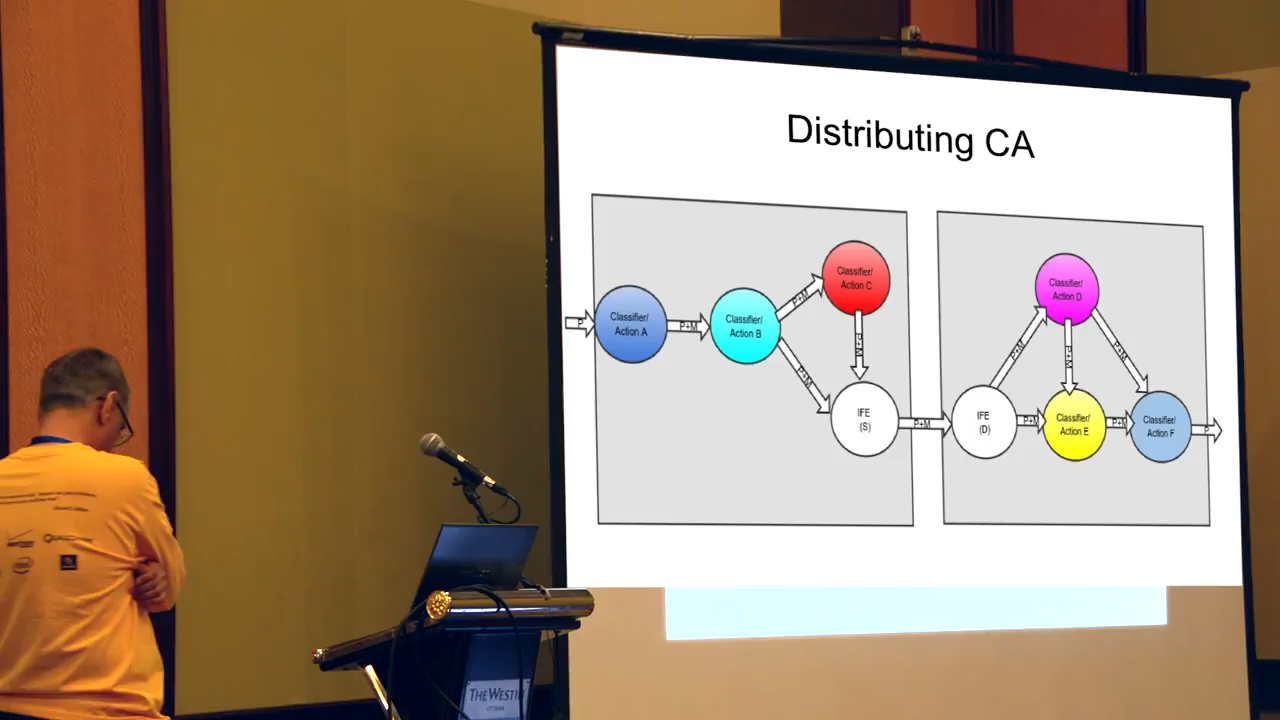 Distributing CA
Classifier/
Action A
Classifier/
Action B
Classifier/
Action C
IFE
(S)
IFE
(D)
Classifier/
Action D
Classifier/
Action E
Classifier/
Action F
P
P+M
P+M
P+M
P+M
P+M
P+M
P+M
P+M
P+M
P+M
P
THE WESTIN